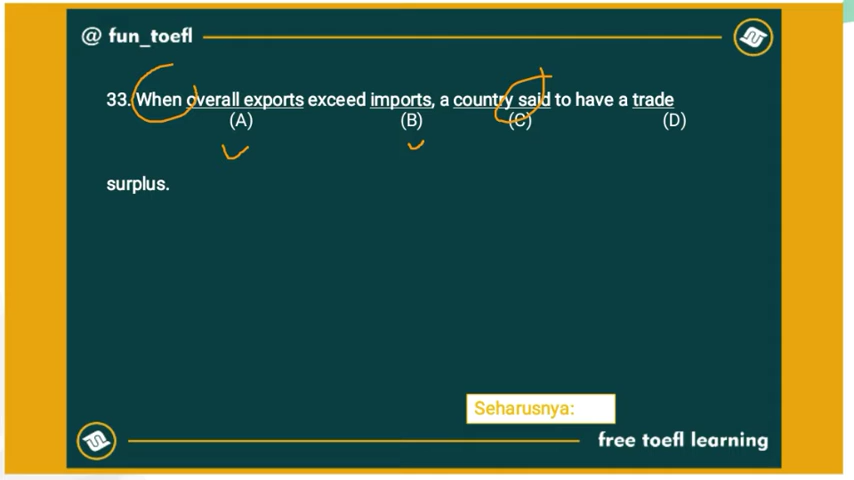 @ fun_toefl
33. When overall exports exceed imports, a country said to have a trade
(A) (B) (C) (D)
surplus.
Seharusnya:
free toefl learning